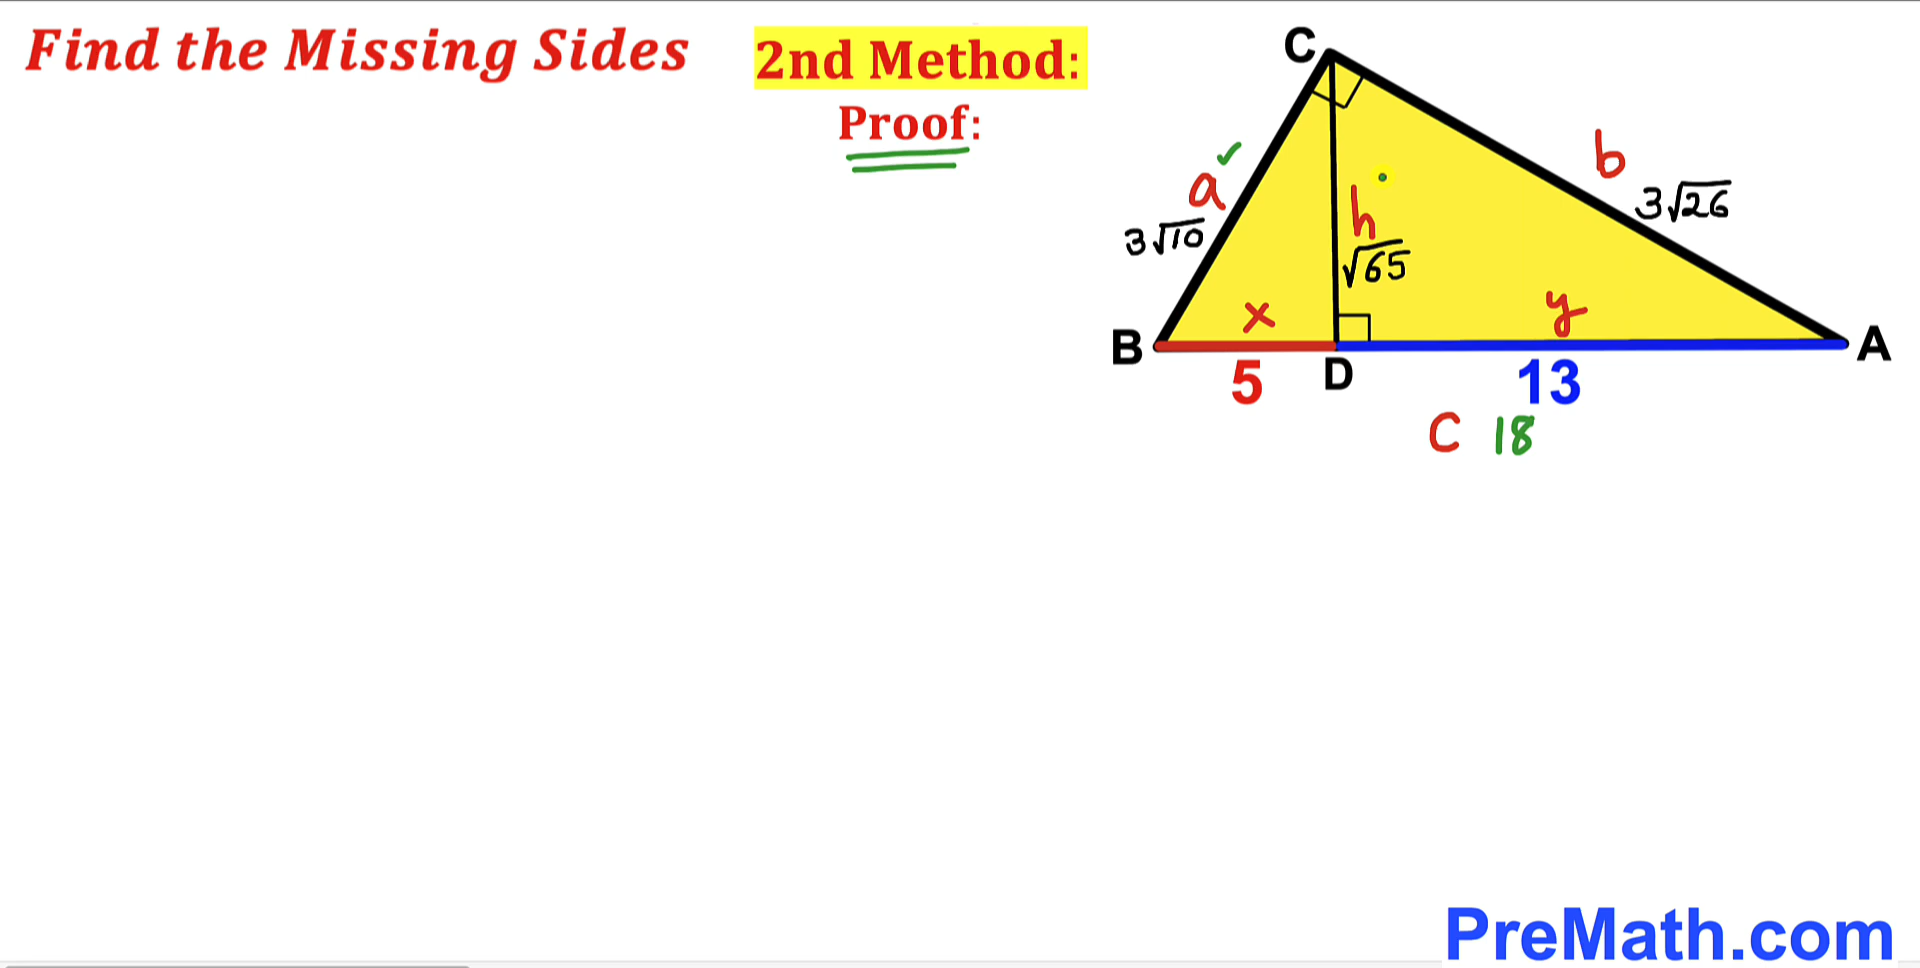 Find the Missing Sides
2nd Method:
Proof:
C
a
b
3√10
h
3√26
√65
x
y
B
A
5
D
13
C 18
PreMath.com